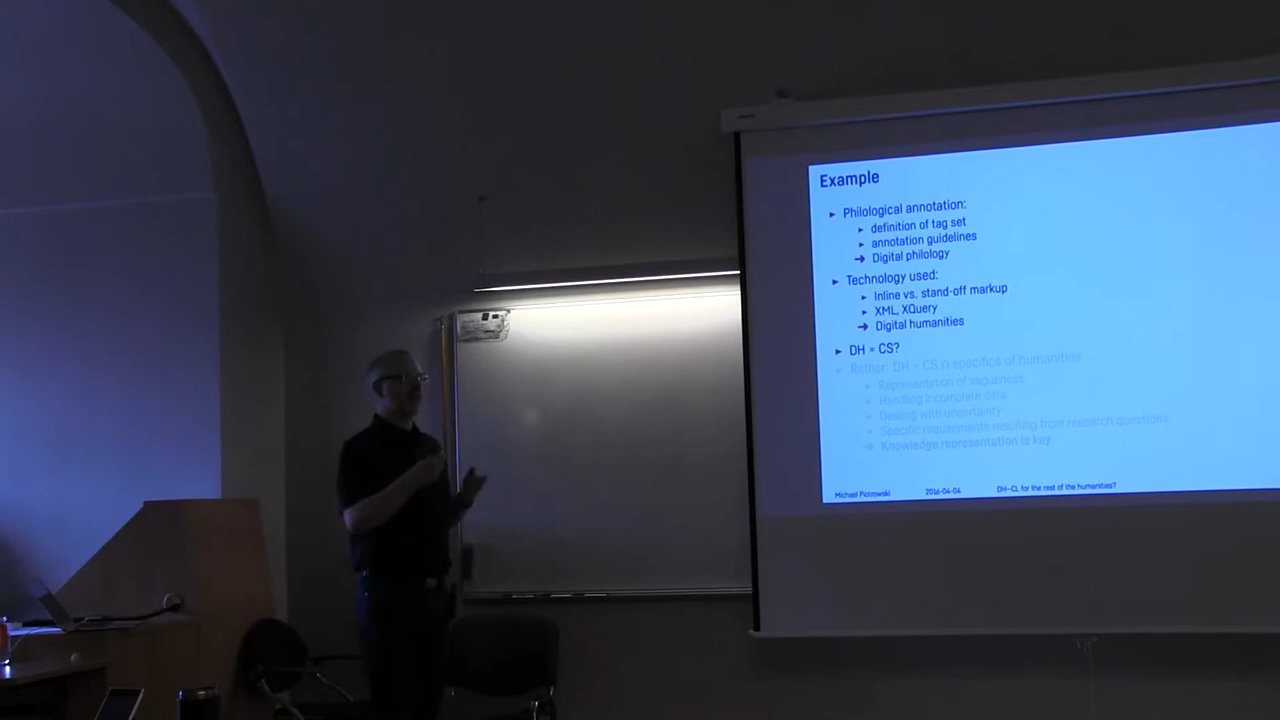 Example
Philological annotation:
definition of tag set
annotation guidelines
Digital philology
Technology used:
Inline vs. stand-off markup
XML, XQuery
Digital humanities
DH = CS?
Rather: DH = CS ∩ specifics of humanities
Representation of vagueness
Handling incomplete data
Dealing with uncertainty
Specific requirements resulting from research questions
Knowledge representation is key
Michael Piotrowski 2016-04-04 DH=CL for the rest of the humanities?